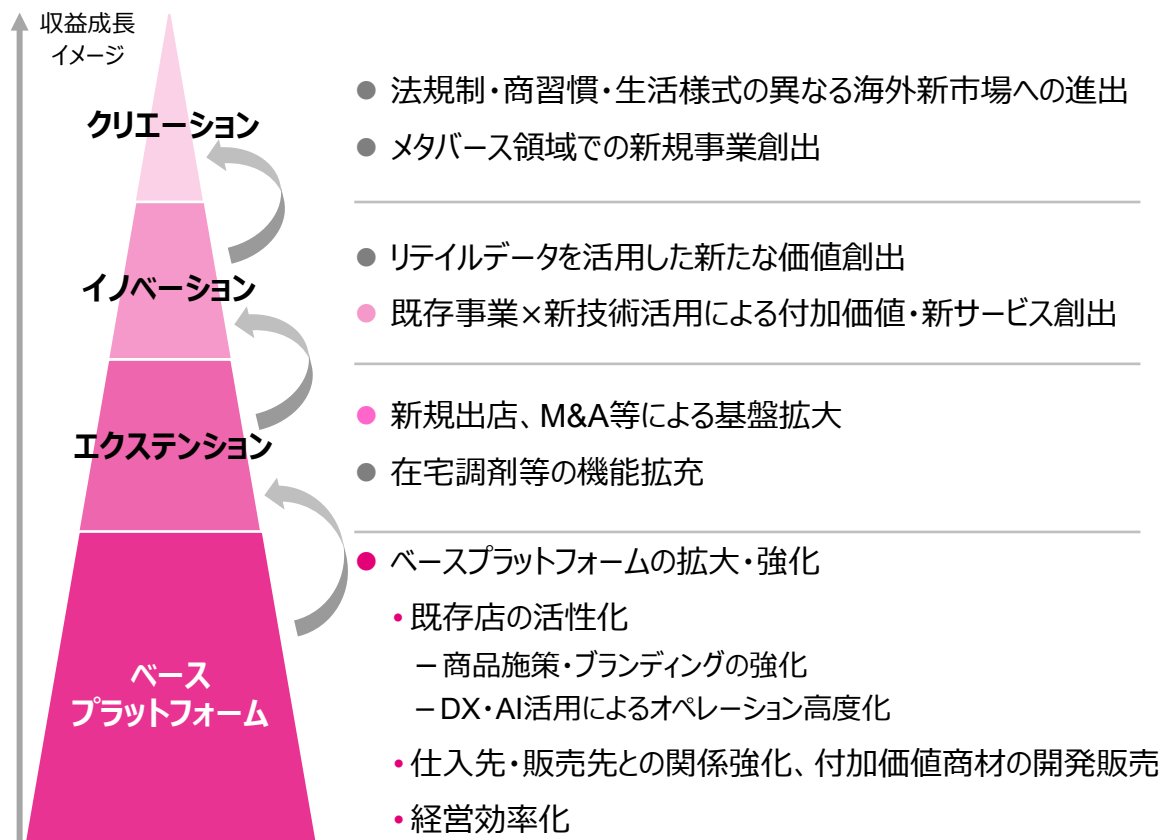 収益成長
イメージ
クリエーション
● 法規制・商習慣・生活様式の異なる海外新市場への進出
● メタバース領域での新規事業創出
イノベーション
● リテイルデータを活用した新たな価値創出
● 既存事業×新技術活用による付加価値・新サービス創出
エクステンション
● 新規出店、M&A等による基盤拡大
● 在宅調剤等の機能拡充
ベース
プラットフォーム
● ベースプラットフォームの拡大・強化
・既存店の活性化
－商品施策・ブランディングの強化
－DX・AI活用によるオペレーション高度化
・仕入先・販売先との関係強化、付加価値商材の開発販売
・経営効率化